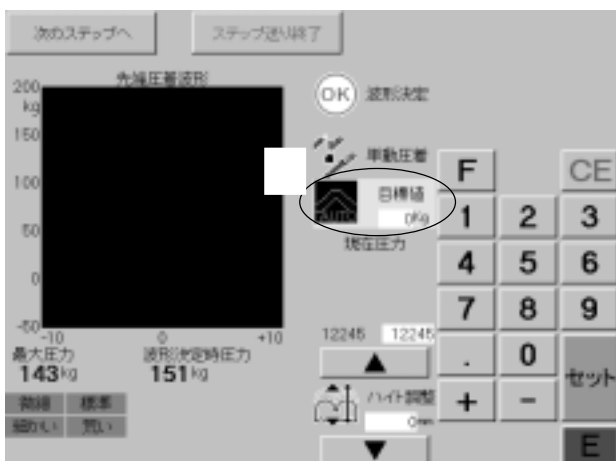 次のステップへ
ステップ送り終了
先端圧着波形
200
kg
150
100
50
0
-50
-10
0
+10
最大圧力
143kg
波形決定時圧力
151kg
微細
標準
細かい
荒い
OK
波形決定
単動圧着
AUTO
目標値
0Kg
現在圧力
12245
12245
▲
ハイト調整
0mm
▼
F
CE
1
2
3
4
5
6
7
8
9
.
0
セット
+
-
E